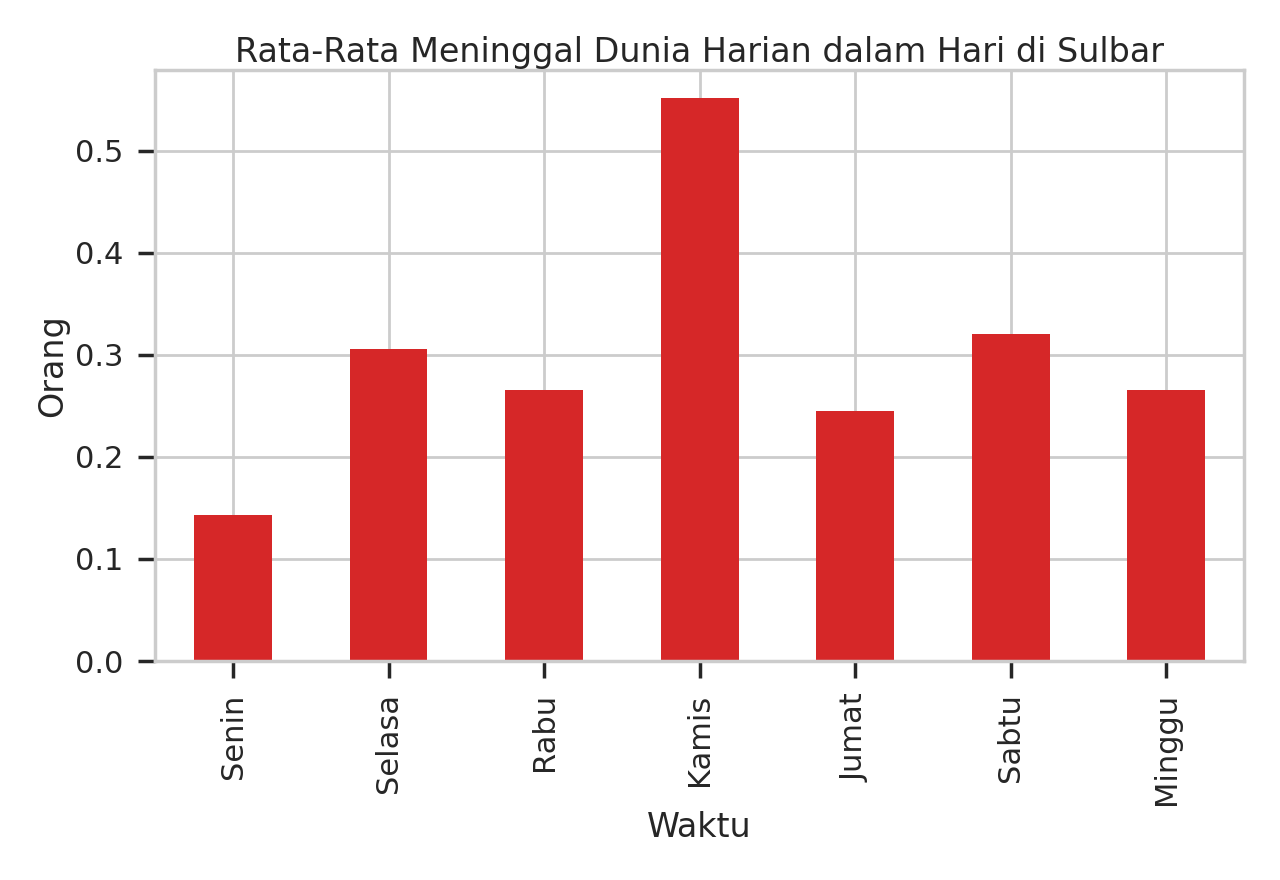 Rata-Rata Meninggal Dunia Harian dalam Hari di Sulbar
Orang
0.5
0.4
0.3
0.2
0.1
0.0
Senin
Selasa
Rabu
Kamis
Jumat
Sabtu
Minggu
Waktu